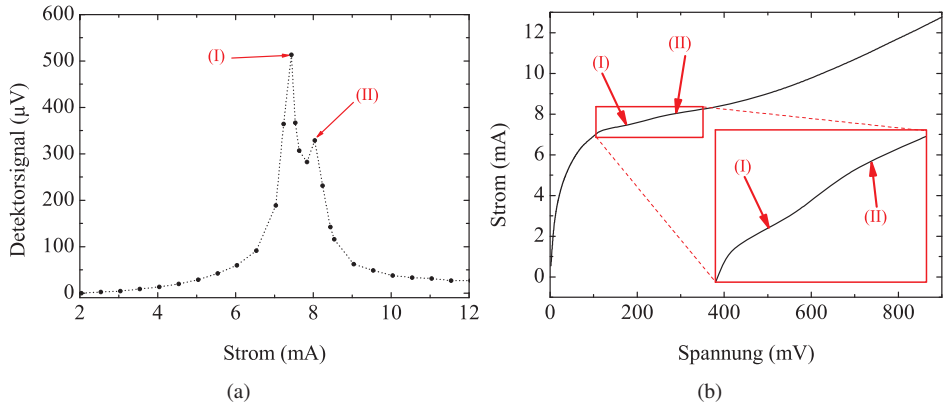 600
500
400
300
200
100
0
2
4
6
8
10
12
Detektorsignal (µV)
Strom (mA)
(I)
(II)
(a)
12
10
8
6
4
2
0
0
200
400
600
800
Strom (mA)
Spannung (mV)
(I)
(II)
(I)
(II)
(b)